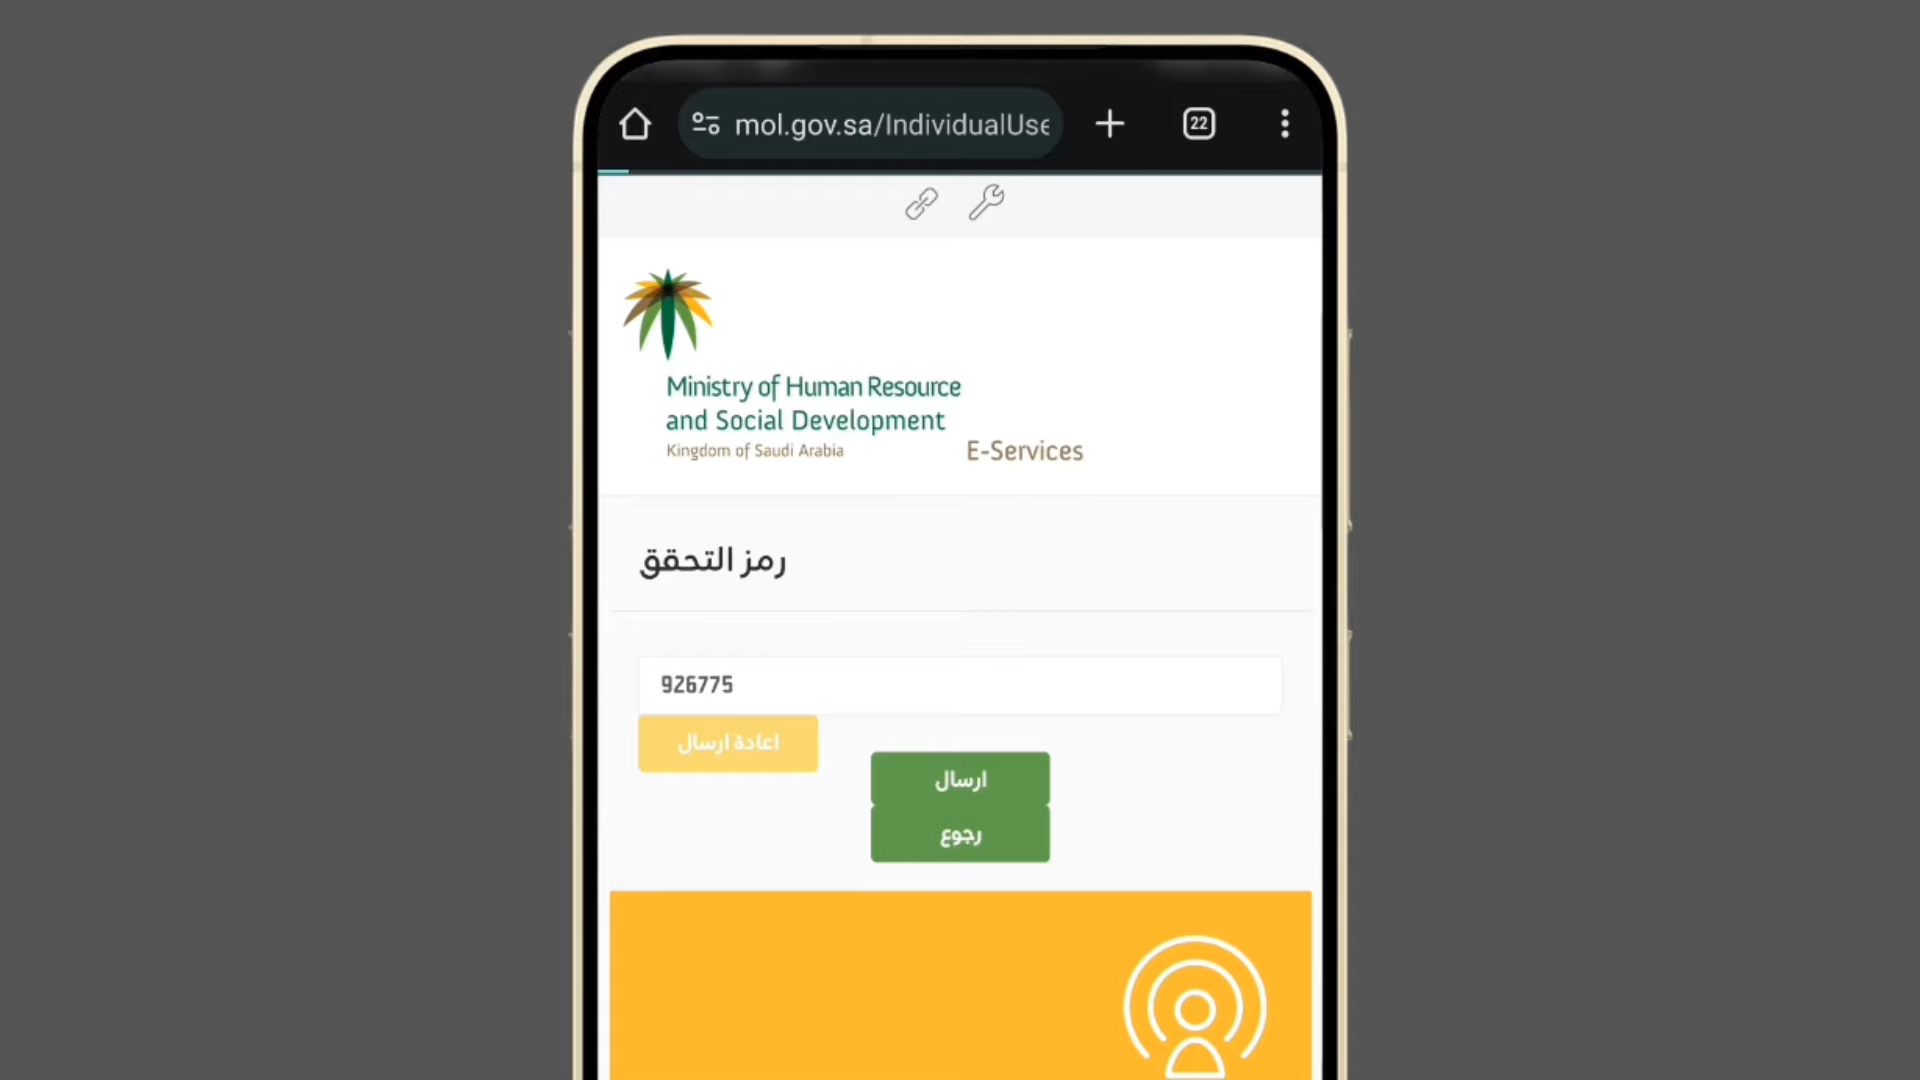 mol.gov.sa/IndividualUse
22
Ministry of Human Resource
and Social Development
Kingdom of Saudi Arabia
E-Services
رمز التحقق
926775
اعادة ارسال
ارسال
رجوع